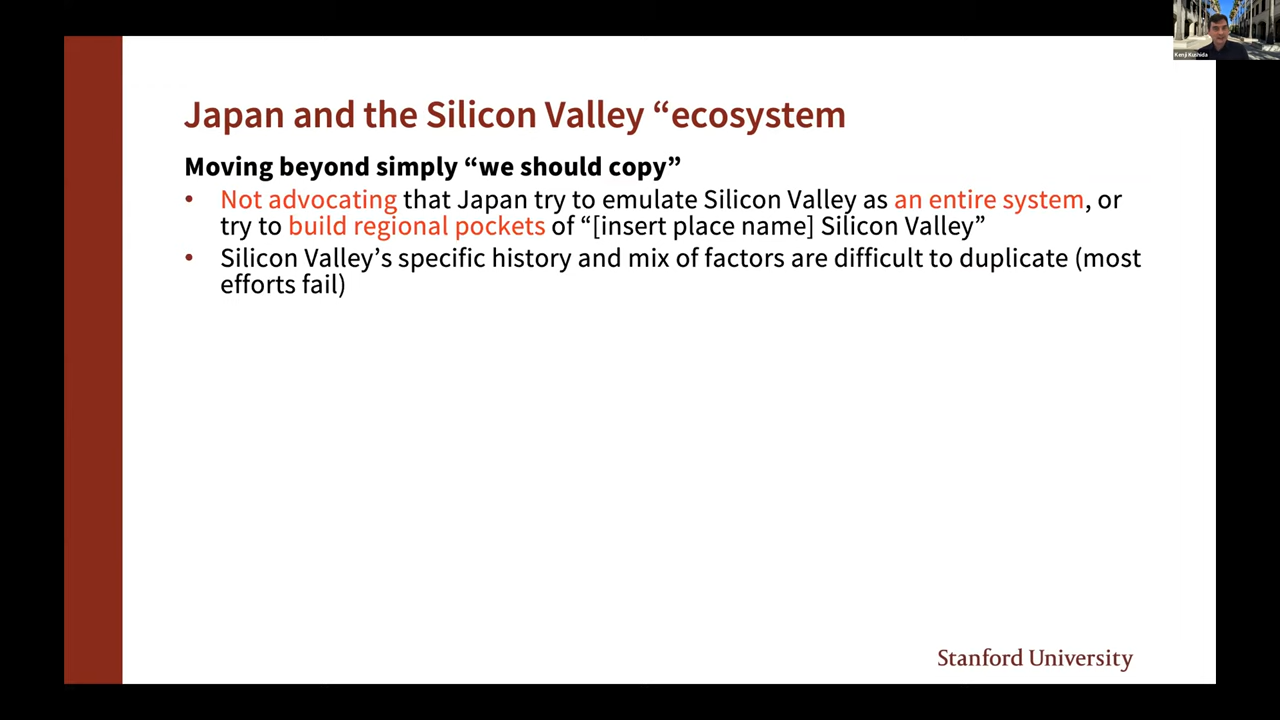 Kenji Kushida
Japan and the Silicon Valley “ecosystem
Moving beyond simply “we should copy”
• Not advocating that Japan try to emulate Silicon Valley as an entire system, or
try to build regional pockets of “[insert place name] Silicon Valley”
• Silicon Valley’s specific history and mix of factors are difficult to duplicate (most
efforts fail)
Stanford University